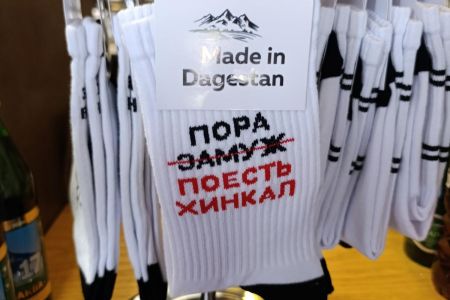 Made in
Dagestan
ПОРА
ЗАМУЖ
ПОЕСТЬ
ХИНКАЛ